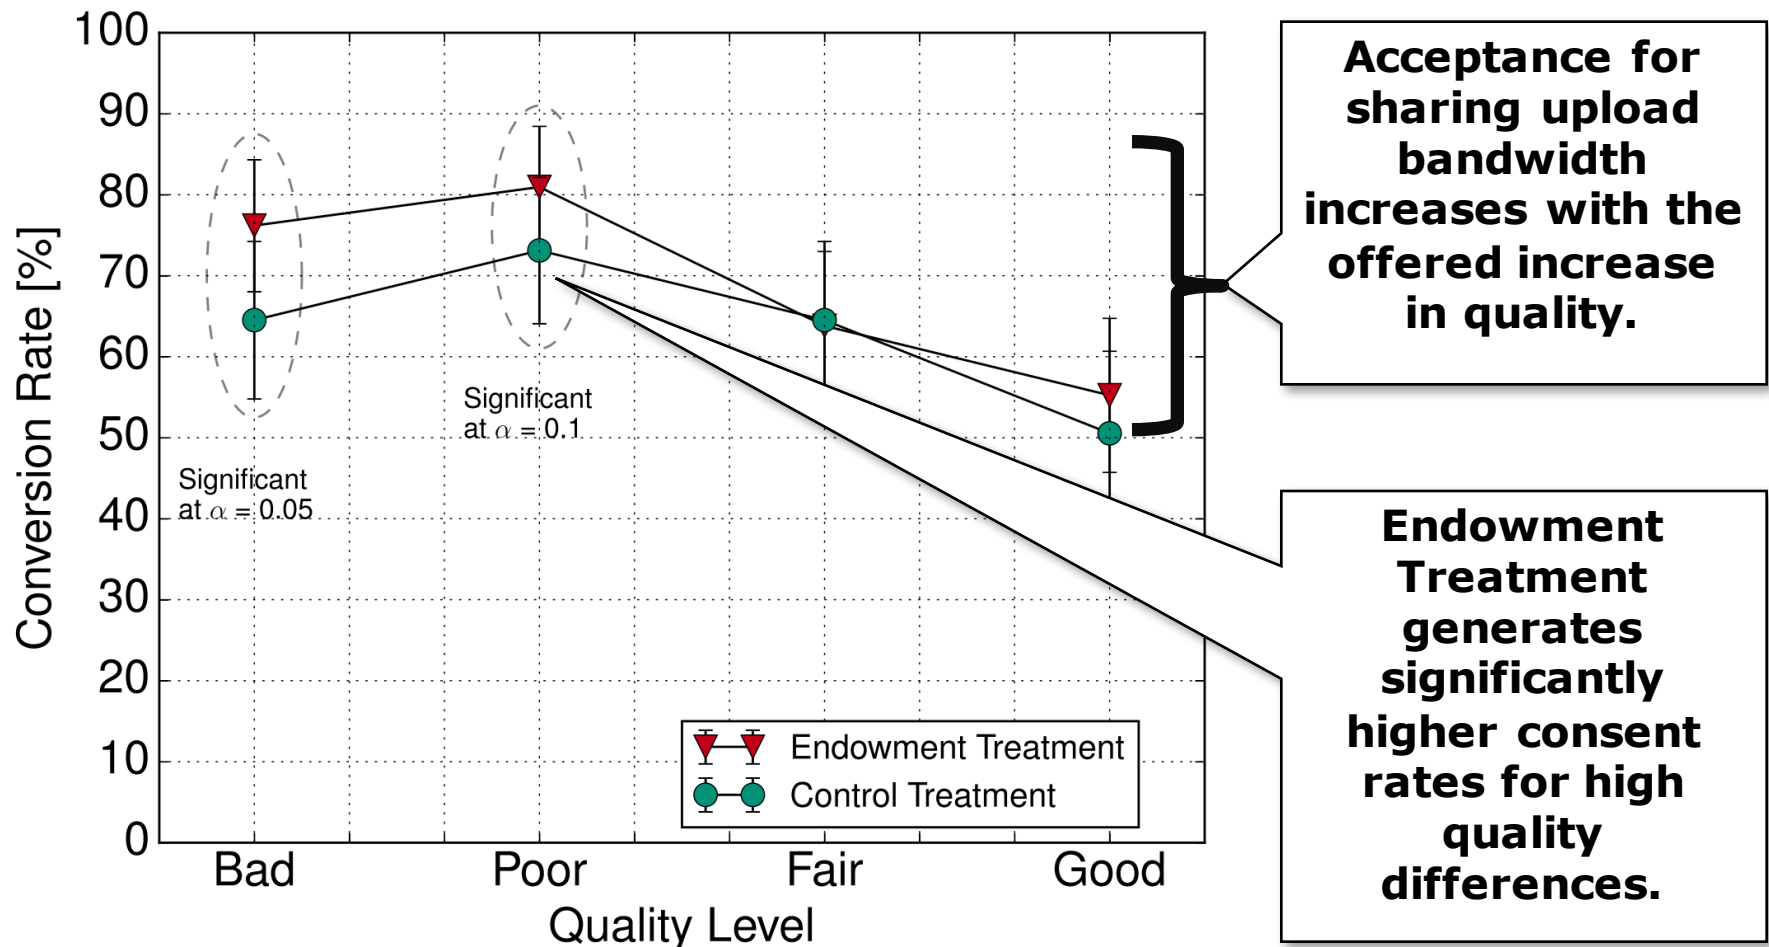 100
90
80
70
60
50
40
30
20
10
0
Conversion Rate [%]
Significant
at α = 0.05
Significant
at α = 0.1
Endowment Treatment
Control Treatment
Bad Poor Fair Good
Quality Level
Acceptance for
sharing upload
bandwidth
increases with the
offered increase
in quality.
Endowment
Treatment
generates
significantly
higher consent
rates for high
quality
differences.